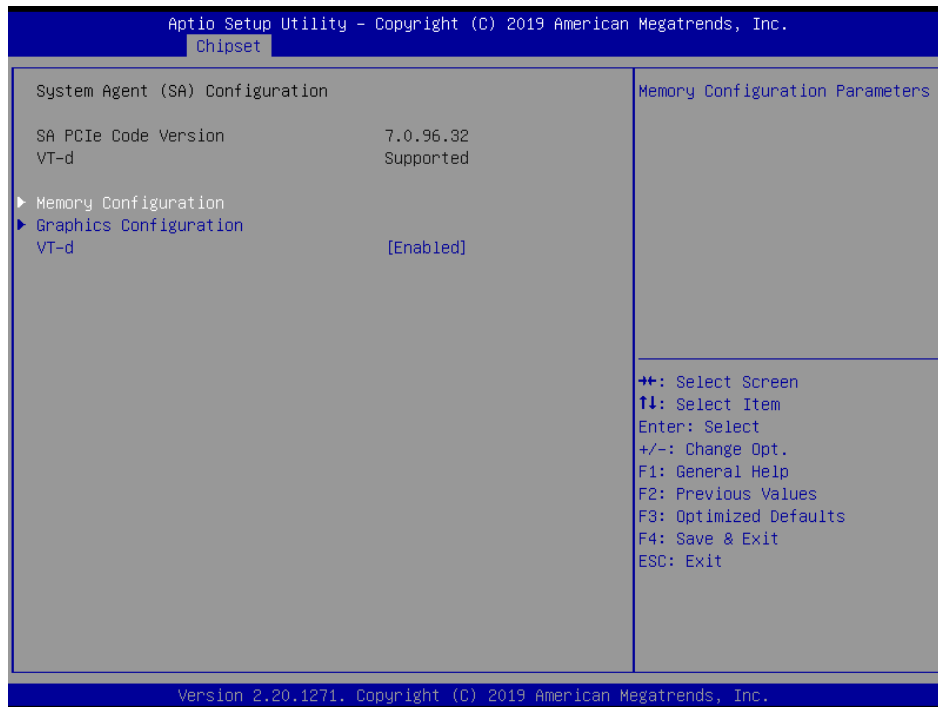 Aptio Setup Utility – Copyright (C) 2019 American Megatrends, Inc.
Chipset
System Agent (SA) Configuration
SA PCIe Code Version 7.0.96.32
VT-d Supported
▶ Memory Configuration
▶ Graphics Configuration
VT-d [Enabled]
Memory Configuration Parameters
→←: Select Screen
↑↓: Select Item
Enter: Select
+/-: Change Opt.
F1: General Help
F2: Previous Values
F3: Optimized Defaults
F4: Save & Exit
ESC: Exit
Version 2.20.1271. Copyright (C) 2019 American Megatrends, Inc.